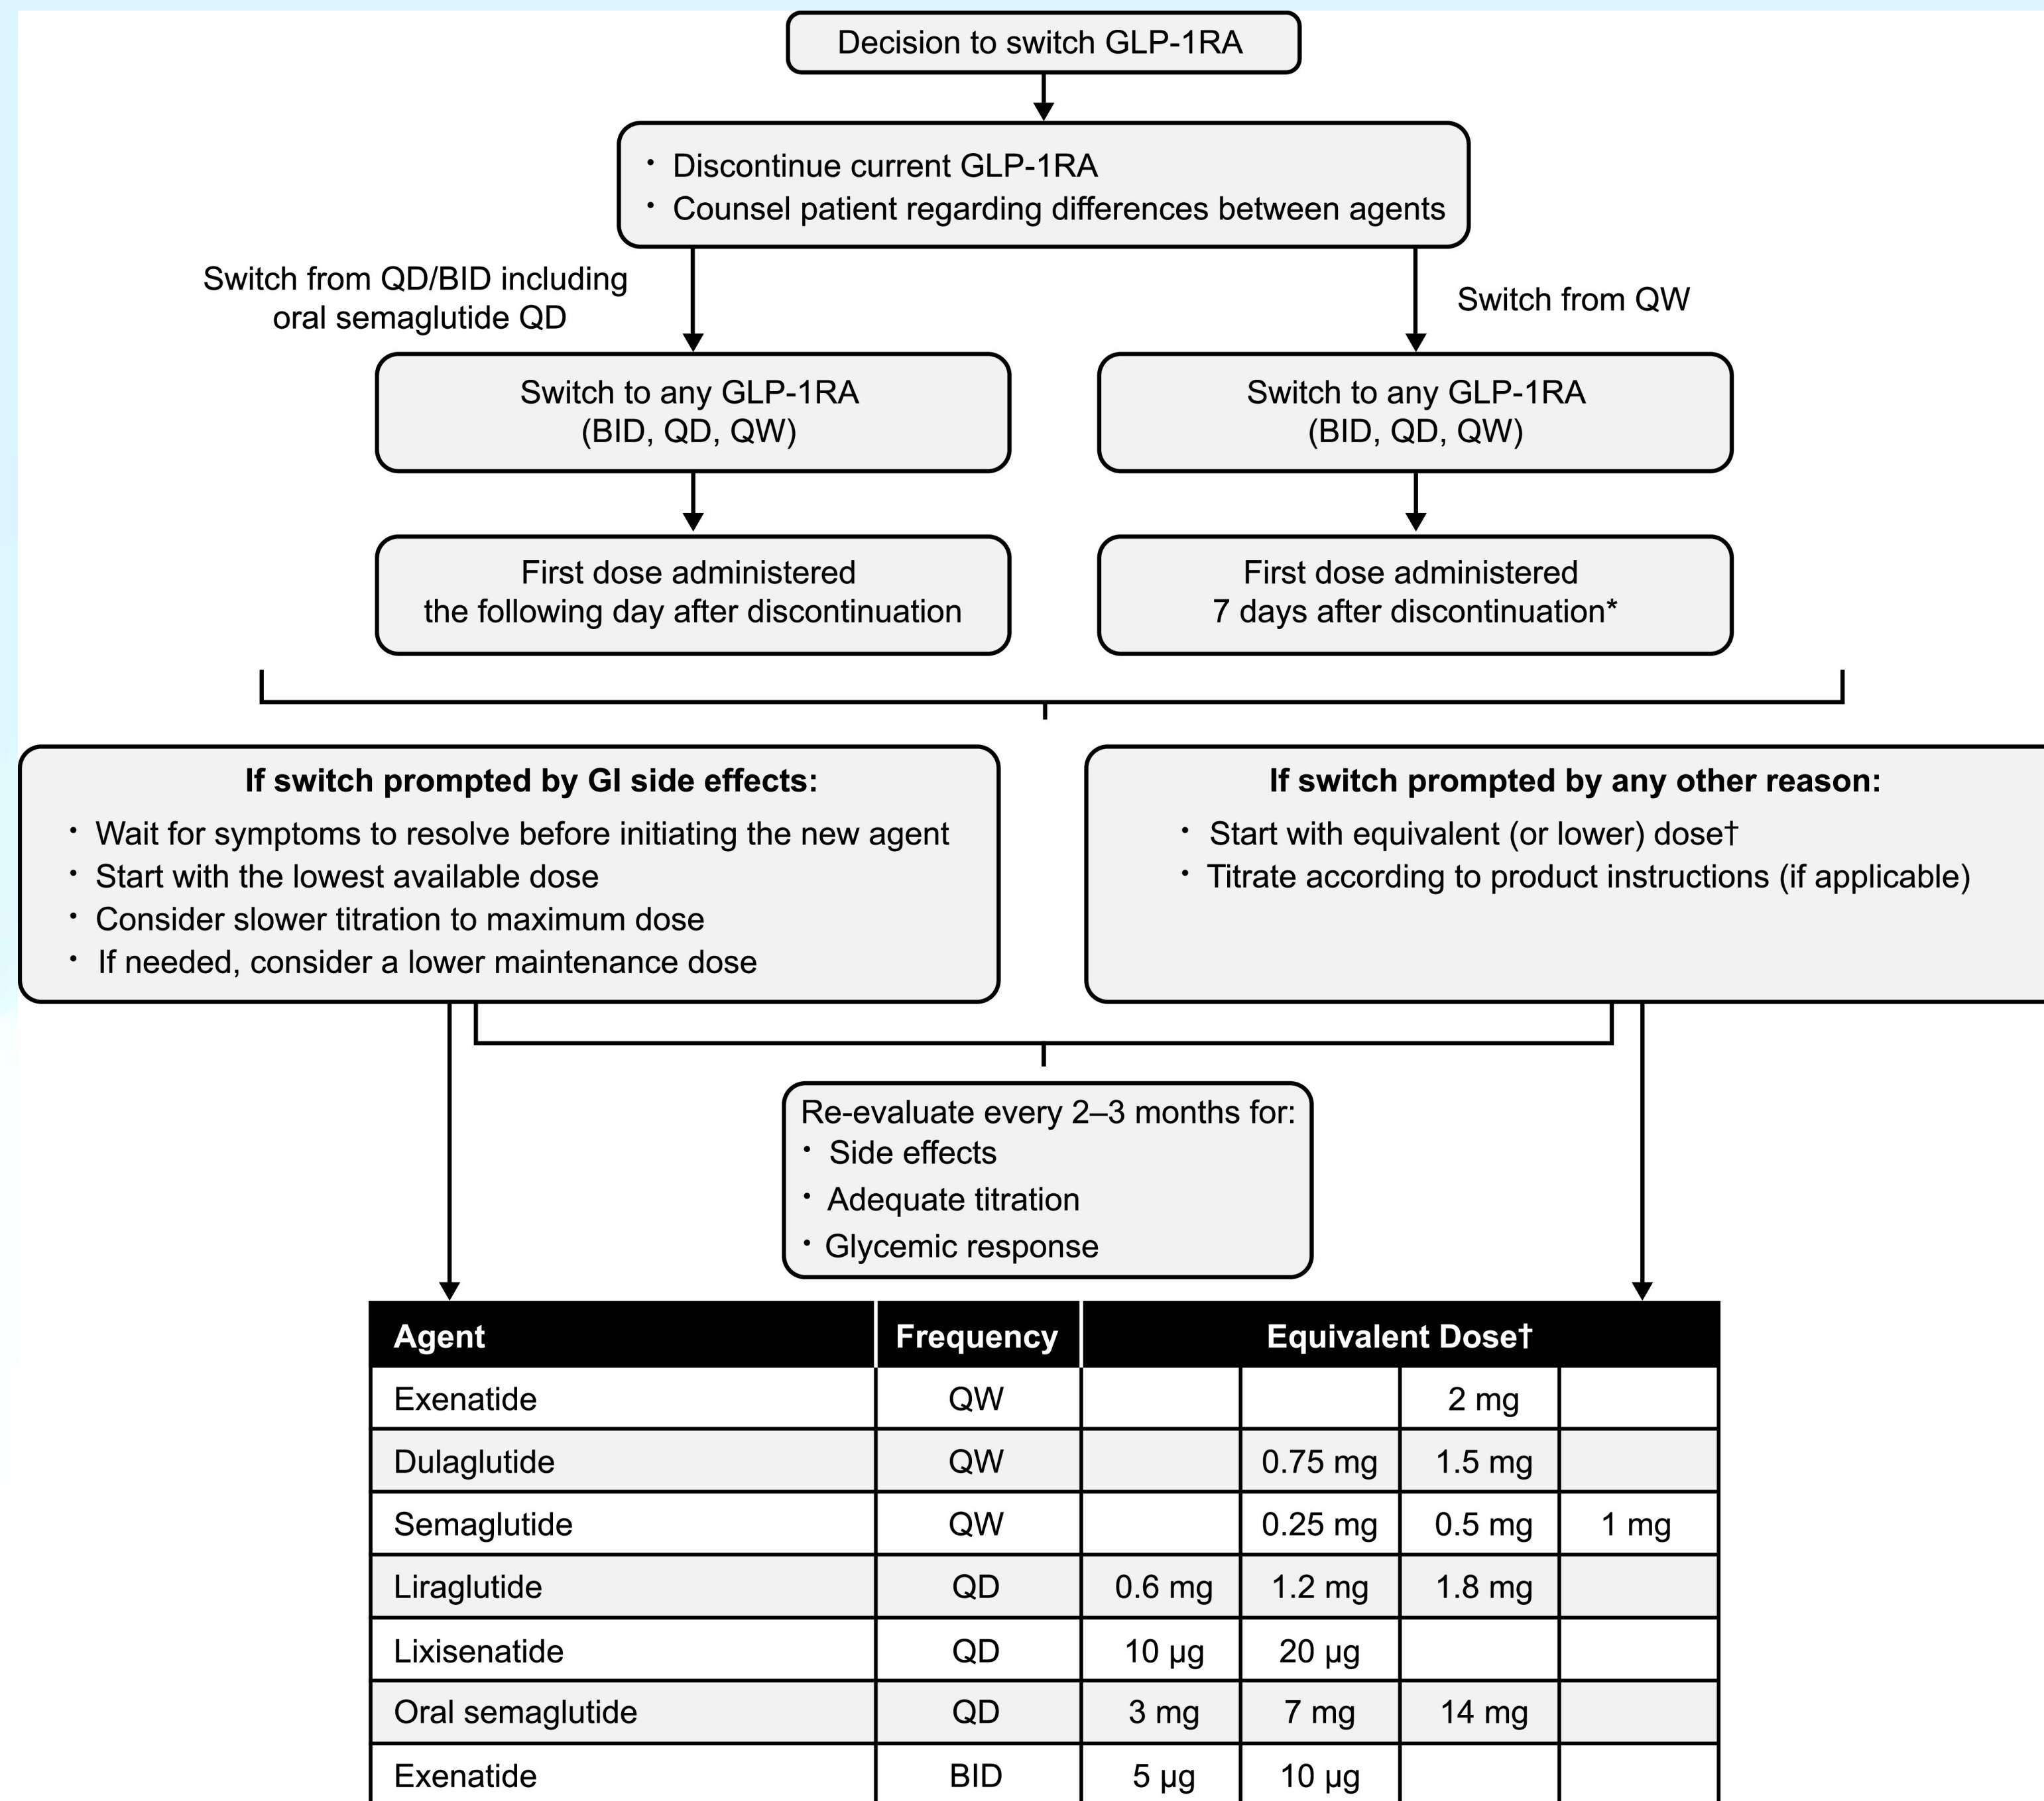 Decision to switch GLP-1RA
· Discontinue current GLP-1RA
· Counsel patient regarding differences between agents
Switch from QD/BID including
oral semaglutide QD
Switch from QW
Switch to any GLP-1RA
(BID, QD, QW)
Switch to any GLP-1RA
(BID, QD, QW)
First dose administered
the following day after discontinuation
First dose administered
7 days after discontinuation*
If switch prompted by GI side effects:
· Wait for symptoms to resolve before initiating the new agent
· Start with the lowest available dose
· Consider slower titration to maximum dose
· If needed, consider a lower maintenance dose
If switch prompted by any other reason:
· Start with equivalent (or lower) dose†
· Titrate according to product instructions (if applicable)
Re-evaluate every 2–3 months for:
· Side effects
· Adequate titration
· Glycemic response
Agent Frequency Equivalent Dose†
Exenatide QW 2 mg
Dulaglutide QW 0.75 mg 1.5 mg
Semaglutide QW 0.25 mg 0.5 mg 1 mg
Liraglutide QD 0.6 mg 1.2 mg 1.8 mg
Lixisenatide QD 10 µg 20 µg
Oral semaglutide QD 3 mg 7 mg 14 mg
Exenatide BID 5 µg 10 µg